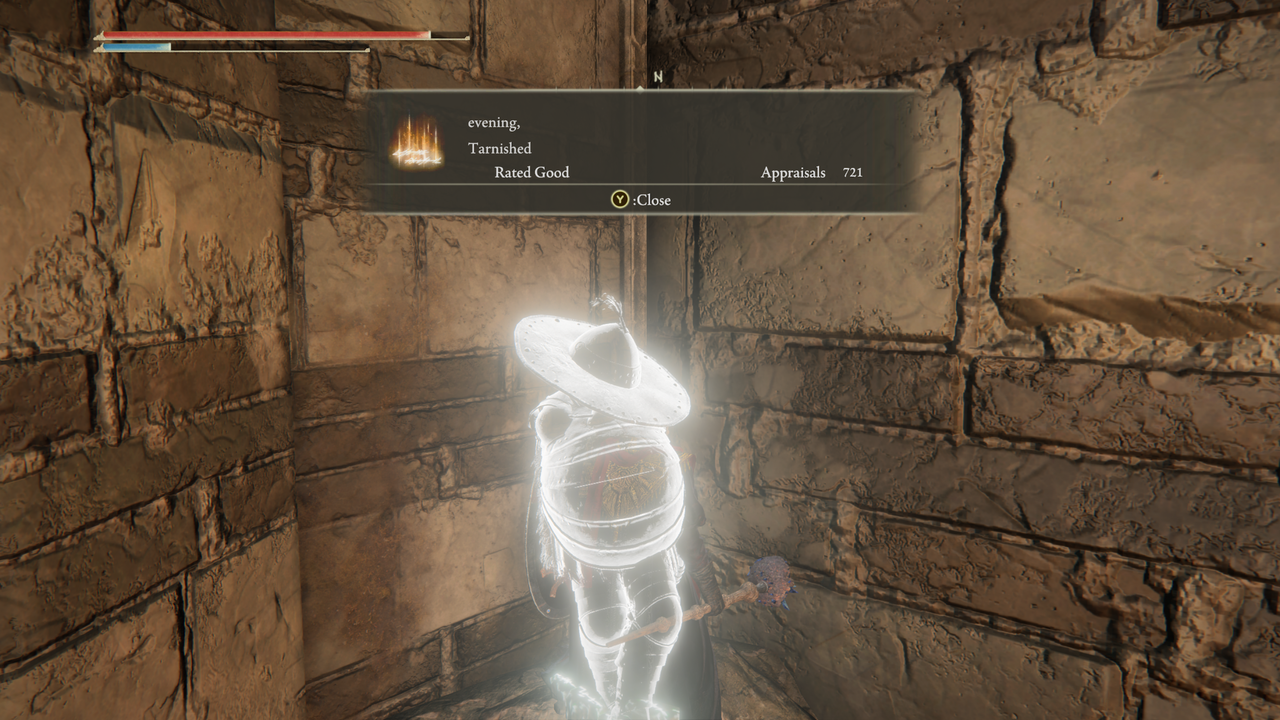 N
evening,
Tarnished
Rated Good Appraisals 721
Y:Close